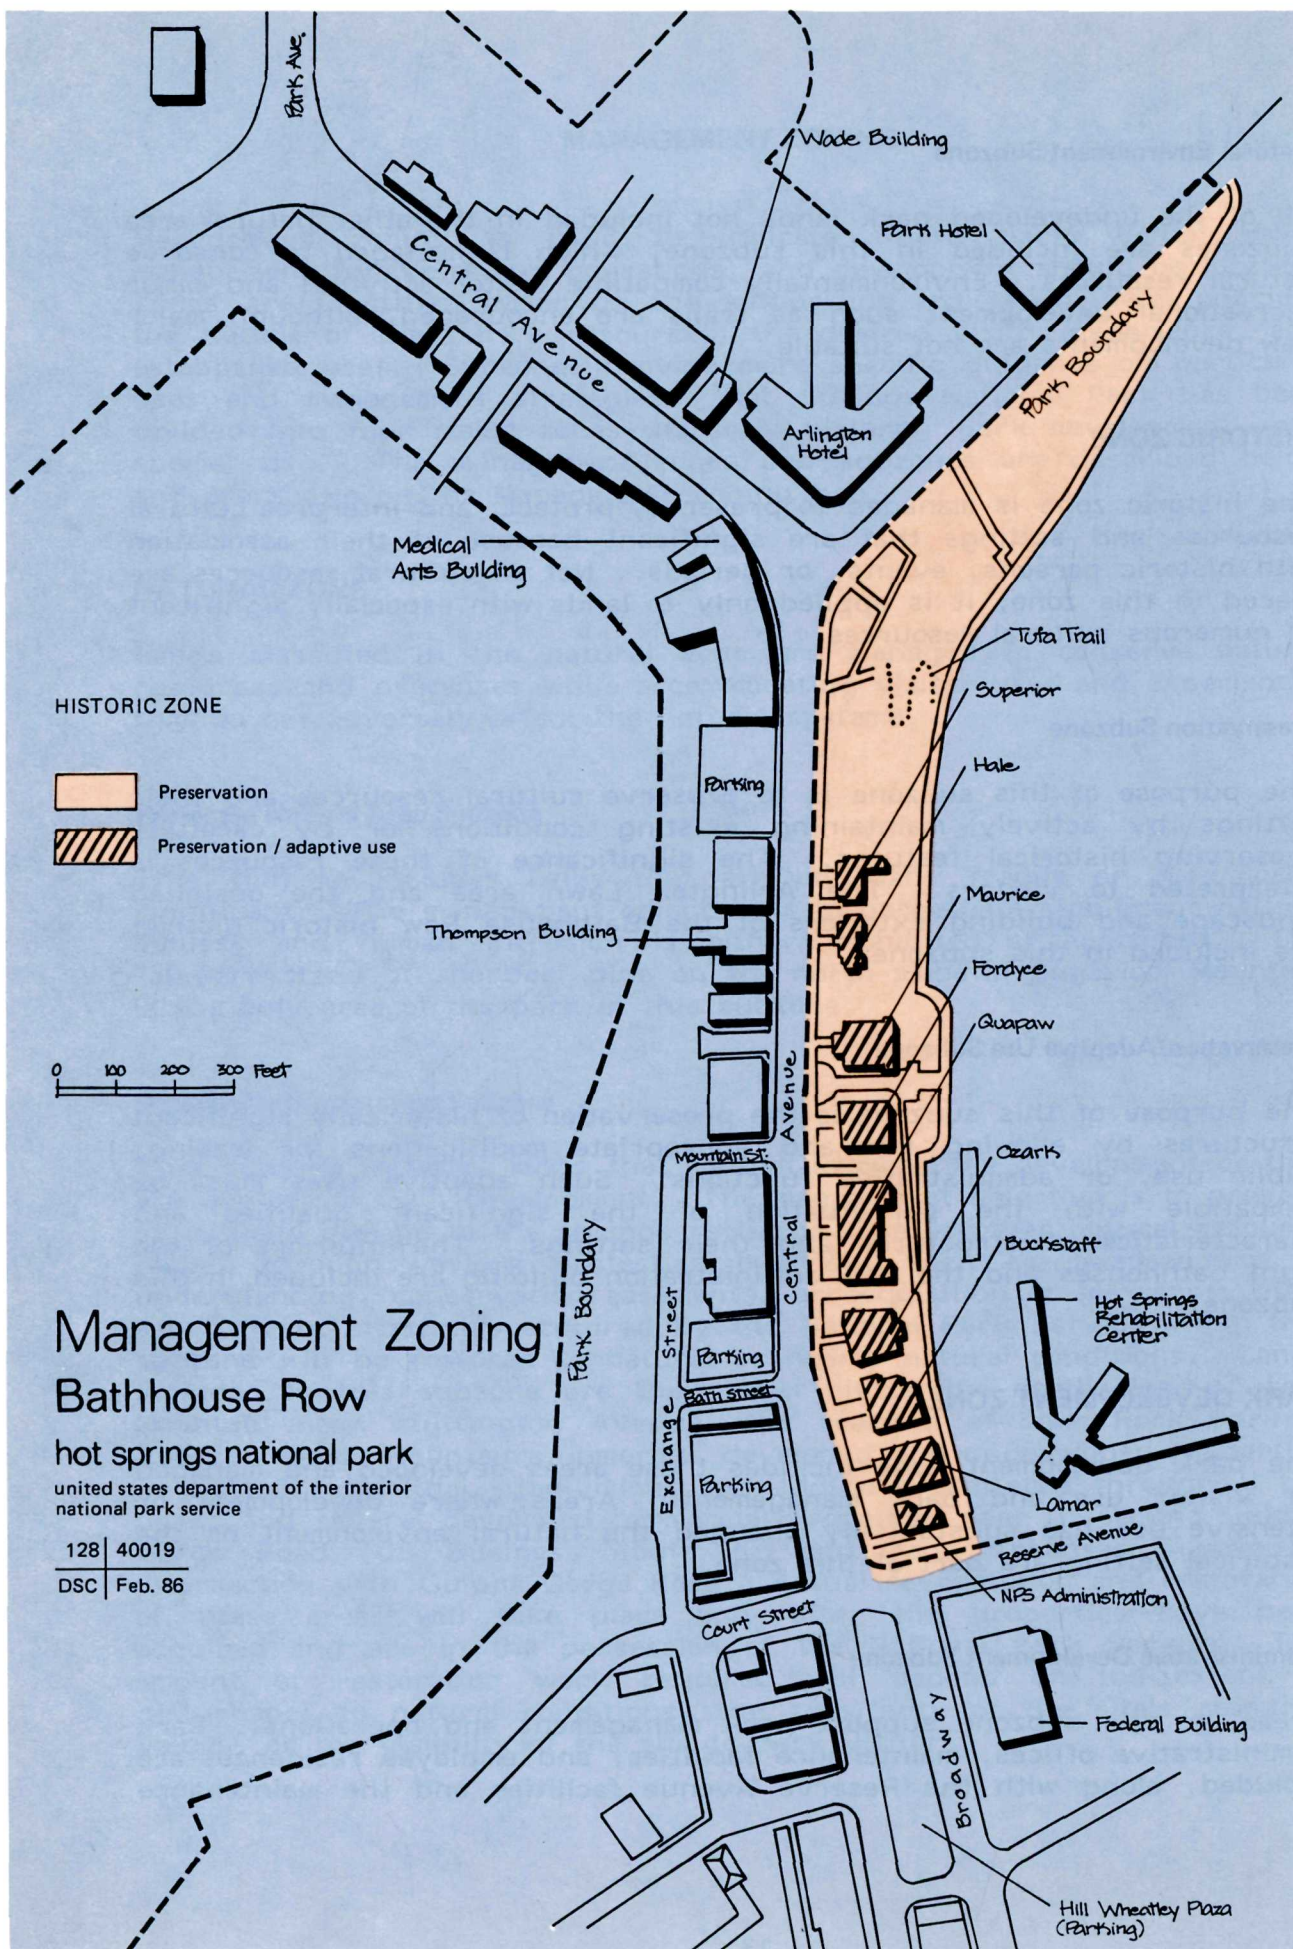 Park Ave.
Wade Building
Park Hotel
Central Avenue
Park Boundary
Arlington
Hotel
Medical
Arts Building
Tufa Trail
Superior
HISTORIC ZONE
Hale
Parking
Preservation
Preservation / adaptive use
Maurice
Thompson Building
Fordyce
Quapaw
0 100 200 300 Feet
Central Avenue
Mountain St.
Ozark
Buckstaff
Hot Springs
Rehabilitation
Center
Management Zoning
Bathhouse Row
hot springs national park
united states department of the interior
national park service
128 40019
DSC Feb. 86
Park Boundary
Exchange Street
Parking
Bath Street
Parking
Lamar
Reserve Avenue
NPS Administration
Court Street
Broadway
Federal Building
Hill Wheatley Plaza
(Parking)